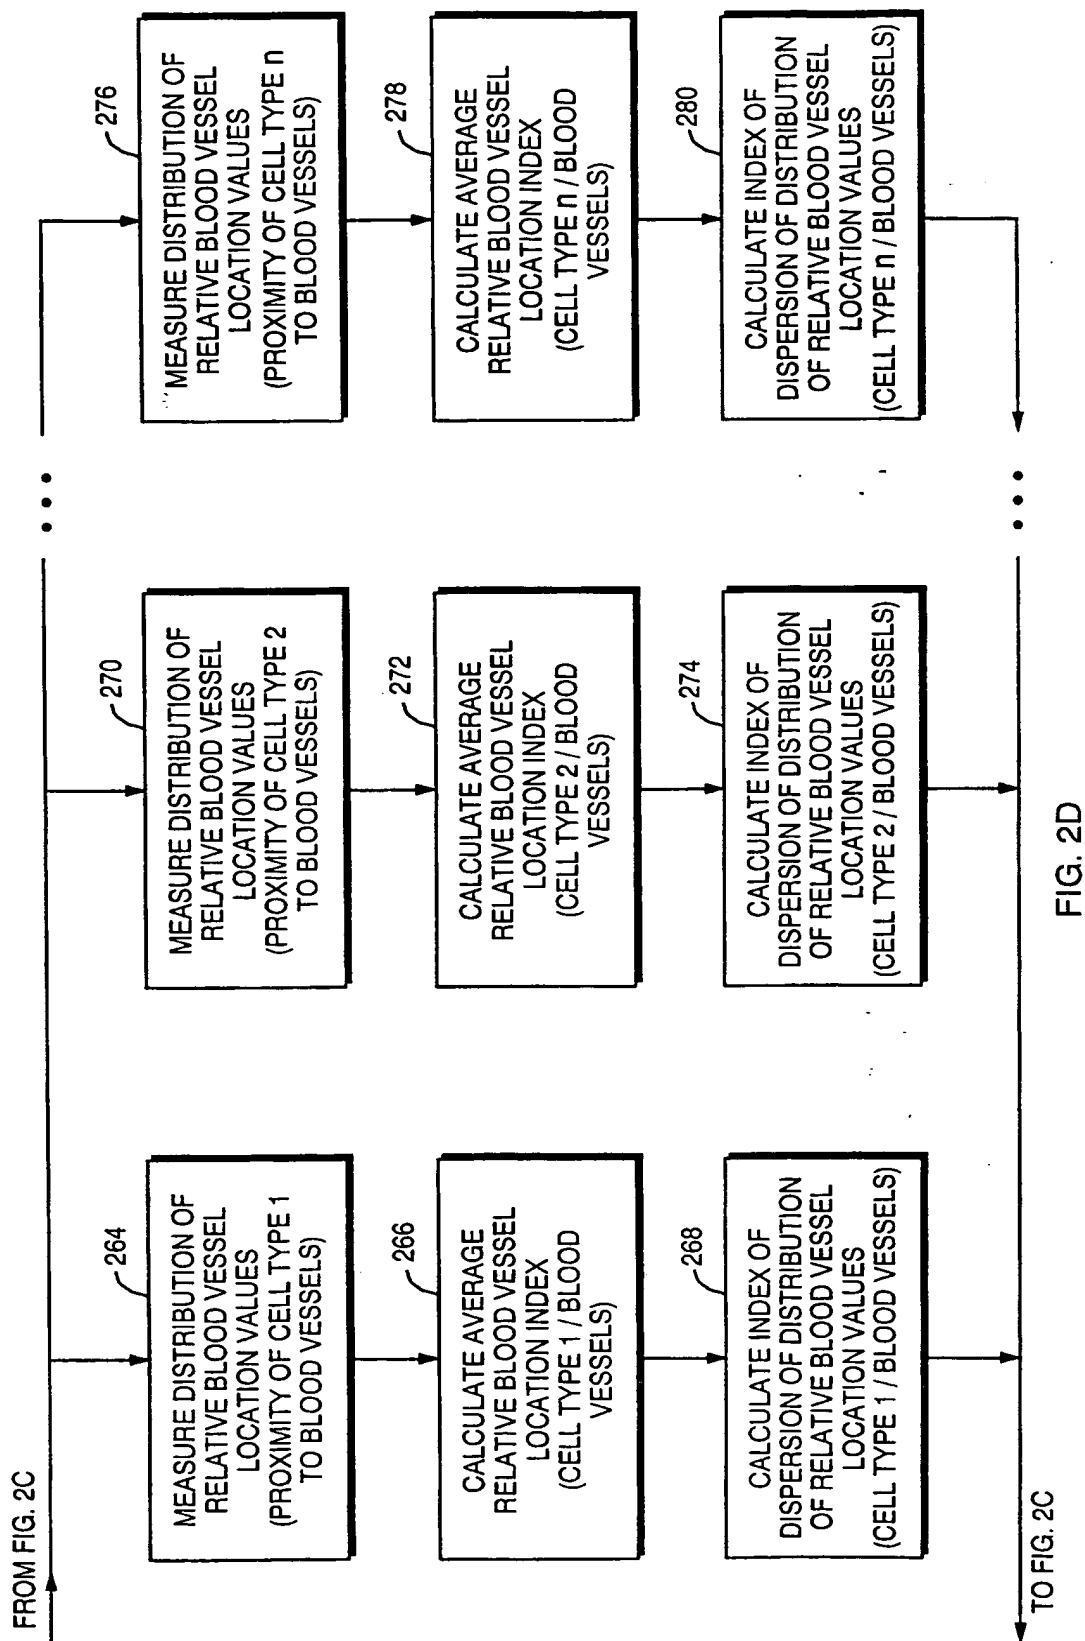 FROM FIG. 2C
264
MEASURE DISTRIBUTION OF
RELATIVE BLOOD VESSEL
LOCATION VALUES
(PROXIMITY OF CELL TYPE 1
TO BLOOD VESSELS)
266
CALCULATE AVERAGE
RELATIVE BLOOD VESSEL
LOCATION INDEX
(CELL TYPE 1 / BLOOD
VESSELS)
268
CALCULATE INDEX OF
DISPERSION OF DISTRIBUTION
OF RELATIVE BLOOD VESSEL
LOCATION VALUES
(CELL TYPE 1 / BLOOD VESSELS)
270
MEASURE DISTRIBUTION OF
RELATIVE BLOOD VESSEL
LOCATION VALUES
(PROXIMITY OF CELL TYPE 2
TO BLOOD VESSELS)
272
CALCULATE AVERAGE
RELATIVE BLOOD VESSEL
LOCATION INDEX
(CELL TYPE 2 / BLOOD
VESSELS)
274
CALCULATE INDEX OF
DISPERSION OF DISTRIBUTION
OF RELATIVE BLOOD VESSEL
LOCATION VALUES
(CELL TYPE 2 / BLOOD VESSELS)
• • •
276
MEASURE DISTRIBUTION OF
RELATIVE BLOOD VESSEL
LOCATION VALUES
(PROXIMITY OF CELL TYPE n
TO BLOOD VESSELS)
278
CALCULATE AVERAGE
RELATIVE BLOOD VESSEL
LOCATION INDEX
(CELL TYPE n / BLOOD
VESSELS)
280
CALCULATE INDEX OF
DISPERSION OF DISTRIBUTION
OF RELATIVE BLOOD VESSEL
LOCATION VALUES
(CELL TYPE n / BLOOD VESSELS)
• • •
TO FIG. 2C
FIG. 2D